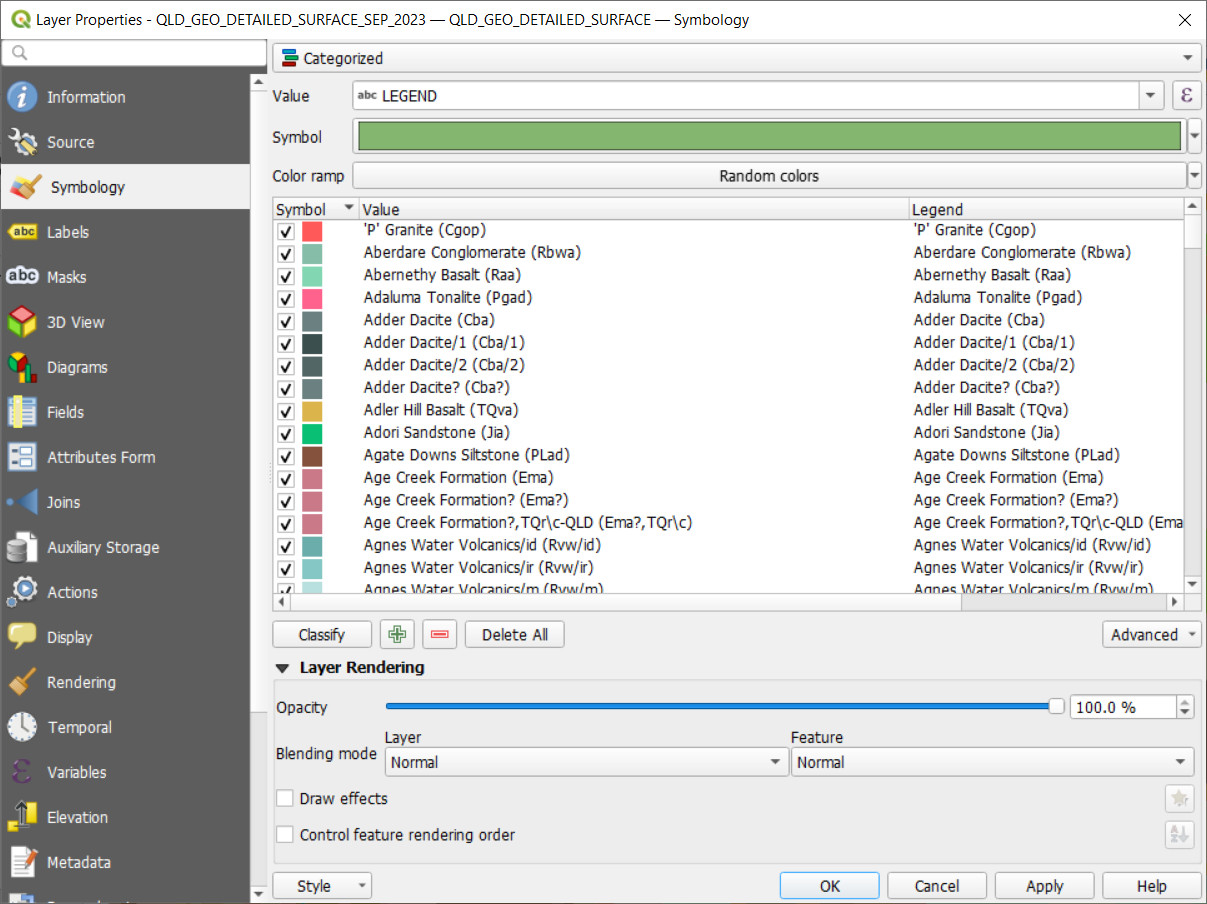 Layer Properties - QLD_GEO_DETAILED_SURFACE_SEP_2023 — QLD_GEO_DETAILED_SURFACE — Symbology
Information
Source
Symbology
abc Labels
abc Masks
3D View
Diagrams
Fields
Attributes Form
Joins
Auxiliary Storage
Actions
Display
Rendering
Temporal
Variables
Elevation
Metadata
Categorized
Value abc LEGEND ε
Symbol
Color ramp Random colors
Symbol Value Legend
'P' Granite (Cgop) 'P' Granite (Cgop)
Aberdare Conglomerate (Rbwa) Aberdare Conglomerate (Rbwa)
Abernethy Basalt (Raa) Abernethy Basalt (Raa)
Adaluma Tonalite (Pgad) Adaluma Tonalite (Pgad)
Adder Dacite (Cba) Adder Dacite (Cba)
Adder Dacite/1 (Cba/1) Adder Dacite/1 (Cba/1)
Adder Dacite/2 (Cba/2) Adder Dacite/2 (Cba/2)
Adder Dacite? (Cba?) Adder Dacite? (Cba?)
Adler Hill Basalt (TQva) Adler Hill Basalt (TQva)
Adori Sandstone (Jia) Adori Sandstone (Jia)
Agate Downs Siltstone (PLad) Agate Downs Siltstone (PLad)
Age Creek Formation (Ema) Age Creek Formation (Ema)
Age Creek Formation? (Ema?) Age Creek Formation? (Ema?)
Age Creek Formation?,TQr\c-QLD (Ema?,TQr\c) Age Creek Formation?,TQr\c-QLD (Ema
Agnes Water Volcanics/id (Rvw/id) Agnes Water Volcanics/id (Rvw/id)
Agnes Water Volcanics/ir (Rvw/ir) Agnes Water Volcanics/ir (Rvw/ir)
Agnes Water Volcanics/m (Rvw/m) Agnes Water Volcanics/m (Rvw/m)
Classify Delete All Advanced
Layer Rendering
Opacity 100.0 %
Layer Feature
Blending mode Normal Normal
Draw effects
Control feature rendering order
Style OK Cancel Apply Help